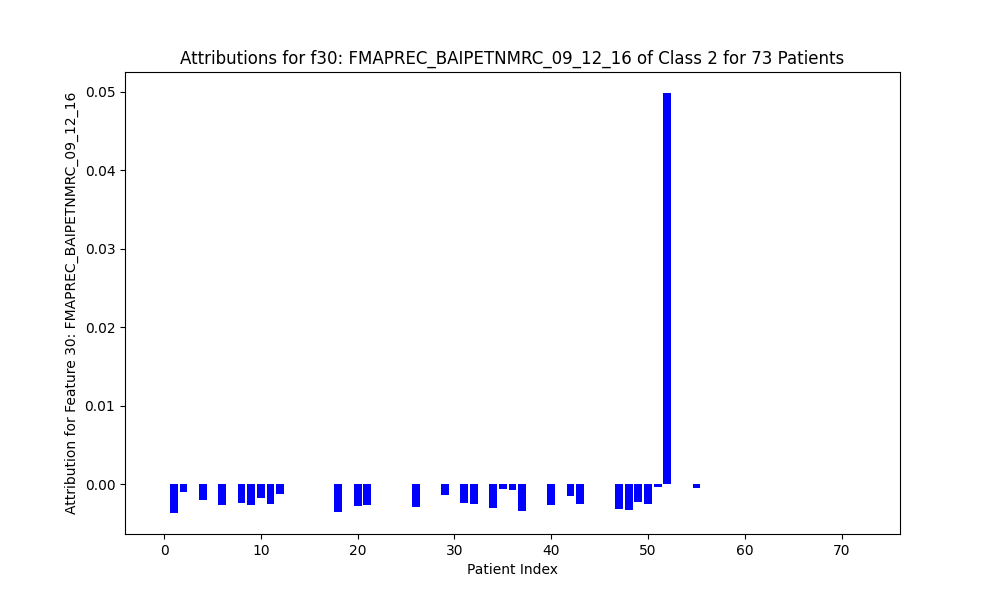 Attributions for f30: FMAPREC_BAIPETNMRC_09_12_16 of Class 2 for 73 Patients
Attribution for Feature 30: FMAPREC_BAIPETNMRC_09_12_16
0.05
0.04
0.03
0.02
0.01
0.00
0 10 20 30 40 50 60 70
Patient Index